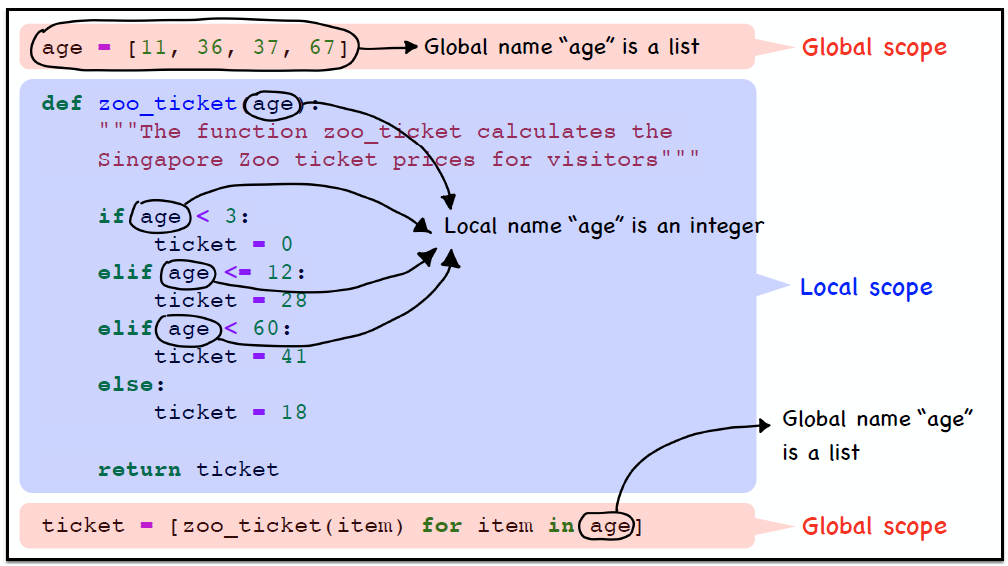 age = [11, 36, 37, 67] Global name “age” is a list Global scope
def zoo_ticket(age):
"""The function zoo_ticket calculates the
Singapore Zoo ticket prices for visitors"""
if age < 3:
Local name “age” is an integer
ticket = 0
elif age <= 12:
Local scope
ticket = 28
elif age < 60:
ticket = 41
else:
ticket = 18
Global name “age”
is a list
return ticket
ticket = [zoo_ticket(item) for item in age] Global scope